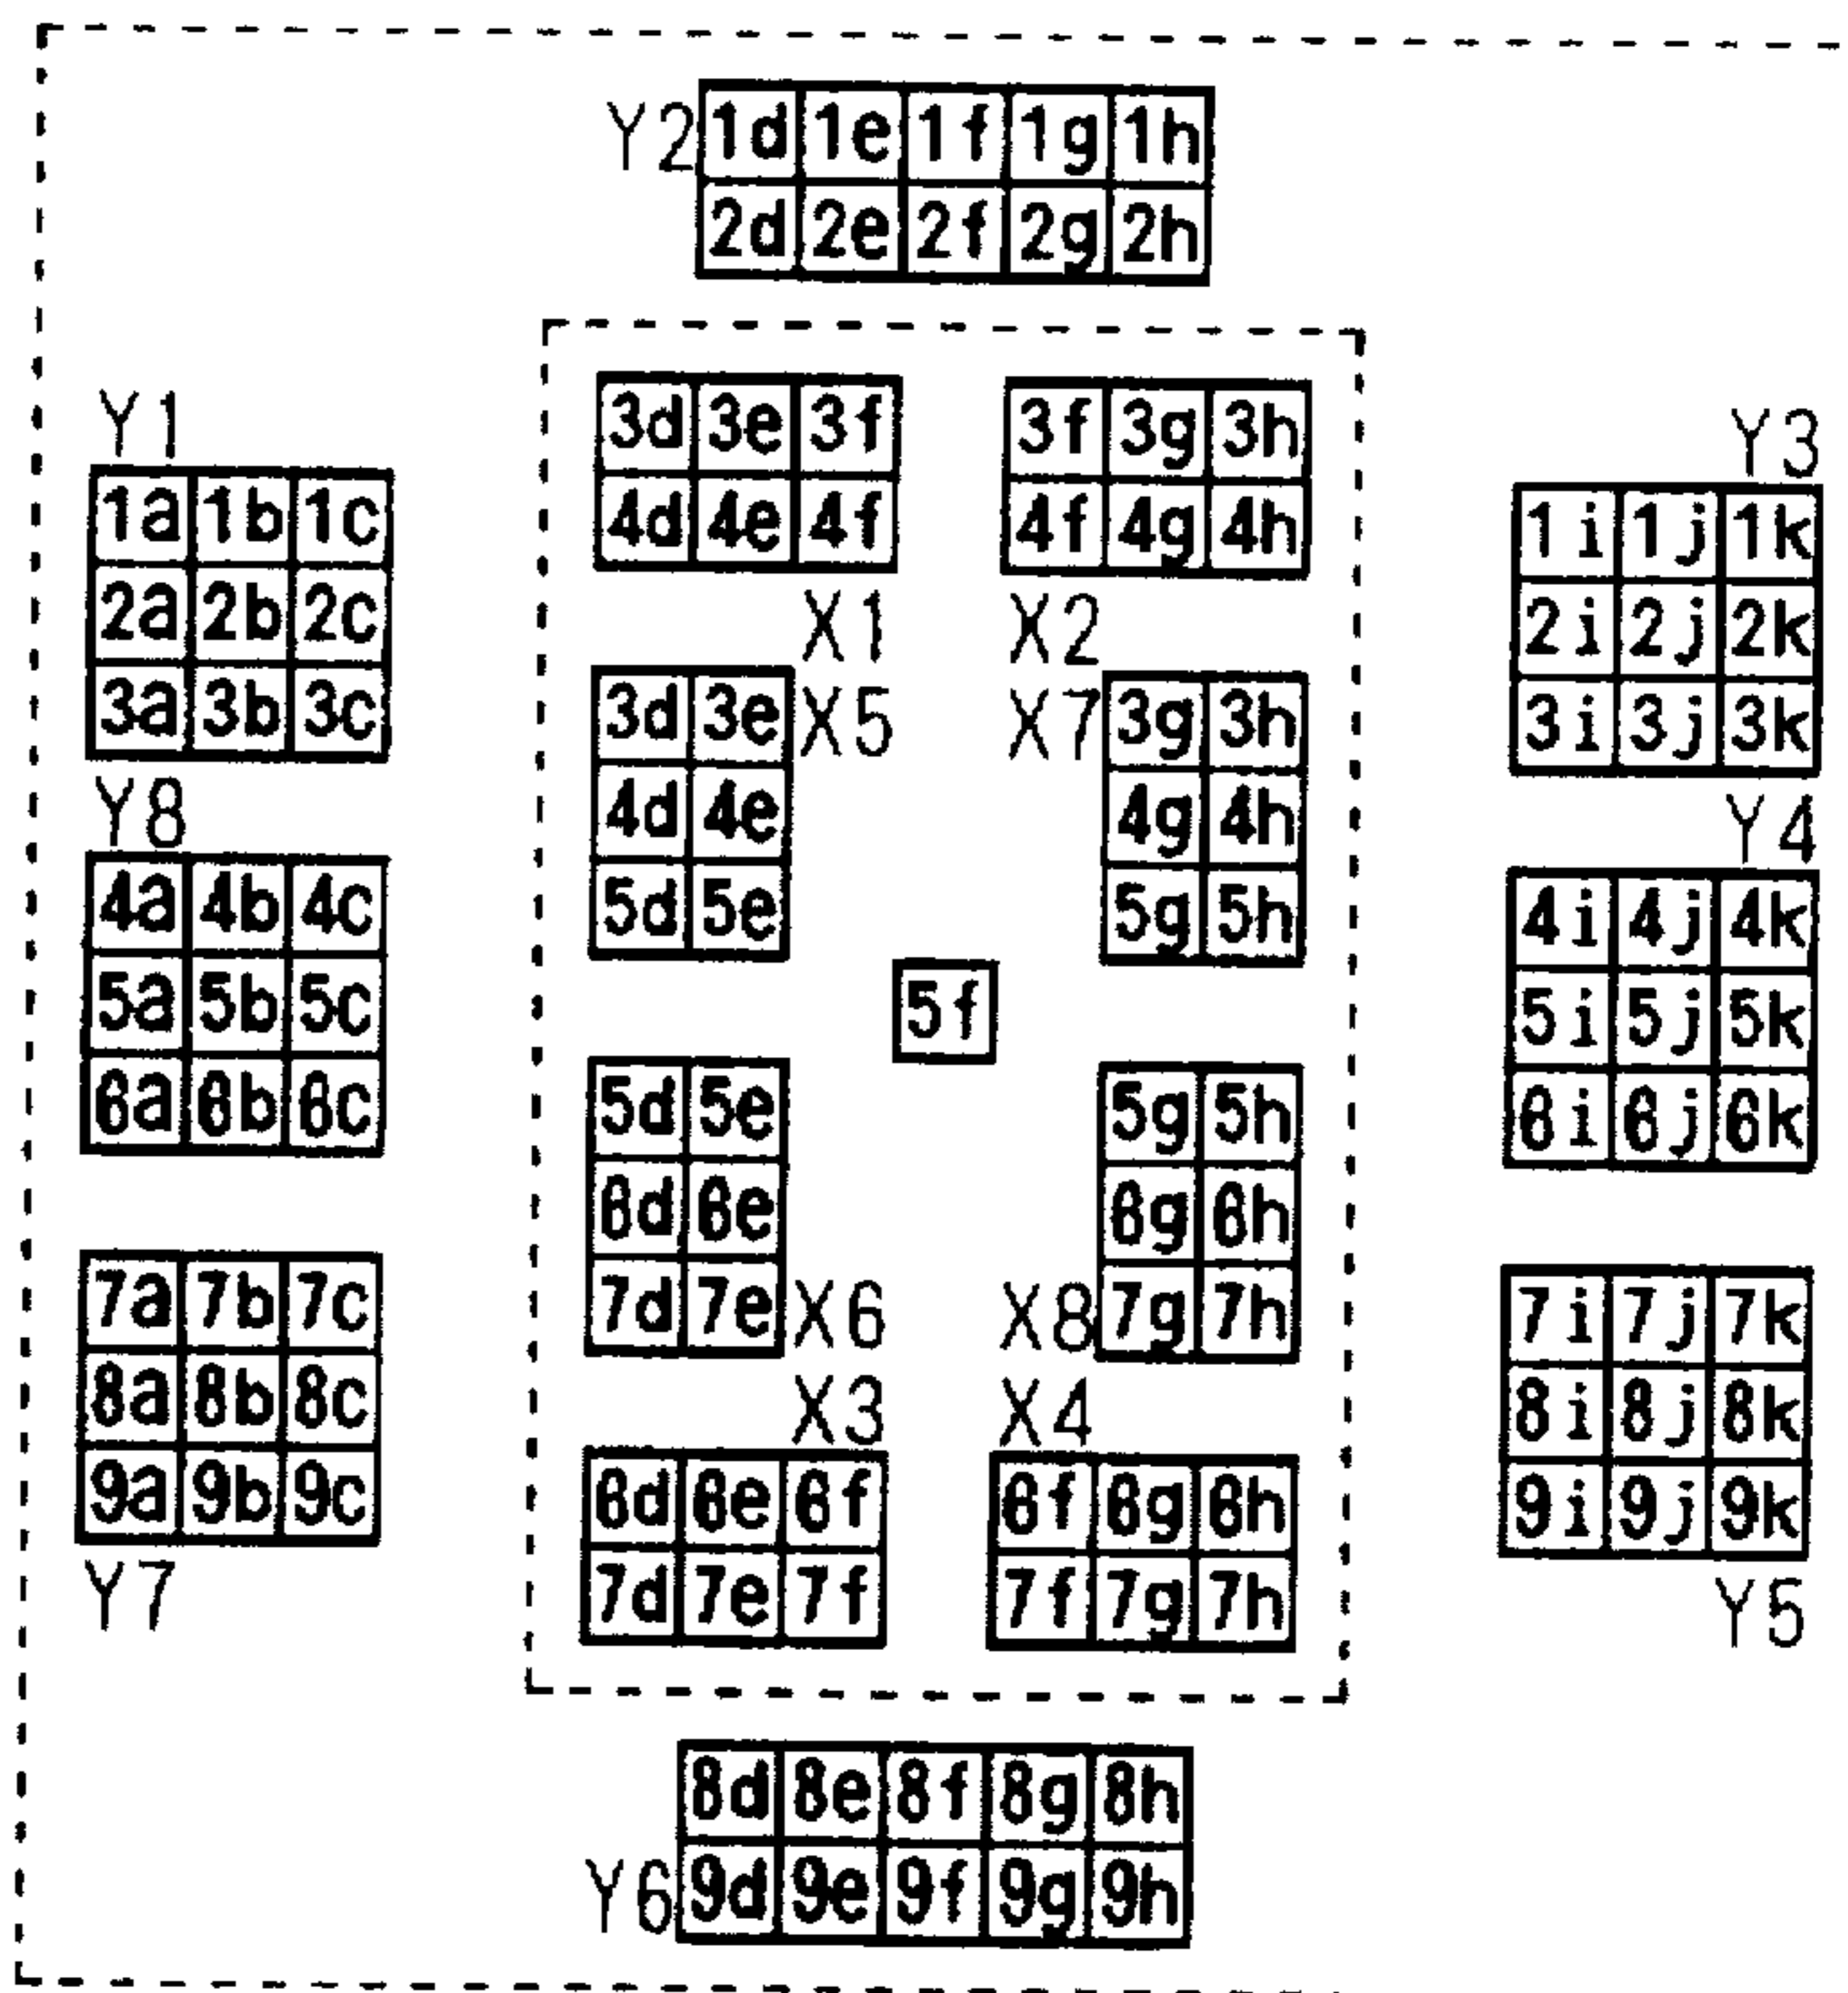 Y2 1d 1e 1f 1g 1h
2d 2e 2f 2g 2h
Y1
1a 1b 1c
2a 2b 2c
3a 3b 3c
Y8
4a 4b 4c
5a 5b 5c
6a 6b 6c
7a 7b 7c
8a 8b 8c
9a 9b 9c
Y7
3d 3e 3f
4d 4e 4f
X1
3f 3g 3h
4f 4g 4h
X2
3d 3e X5
4d 4e
5d 5e
X7 3g 3h
4g 4h
5g 5h
5f
5d 5e
6d 6e
7d 7e X6
5g 5h
6g 6h
X8 7g 7h
X3
6d 6e 6f
7d 7e 7f
X4
6f 6g 6h
7f 7g 7h
Y3
1i 1j 1k
2i 2j 2k
3i 3j 3k
Y4
4i 4j 4k
5i 5j 5k
6i 6j 6k
7i 7j 7k
8i 8j 8k
9i 9j 9k
Y5
8d 8e 8f 8g 8h
Y6 9d 9e 9f 9g 9h